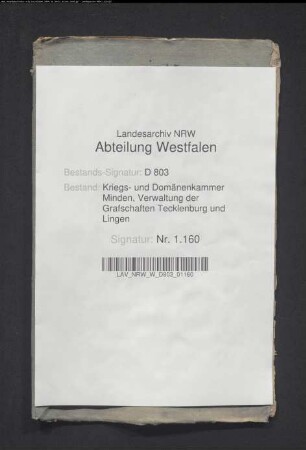 Landesarchiv NRW
Abteilung Westfalen
Bestands-Signatur: D 803
Bestand: Kriegs- und Domänenkammer
Minden, Verwaltung der
Grafschaften Tecklenburg und
Lingen
Signatur: Nr. 1.160
LAV_NRW_W_D803_01160